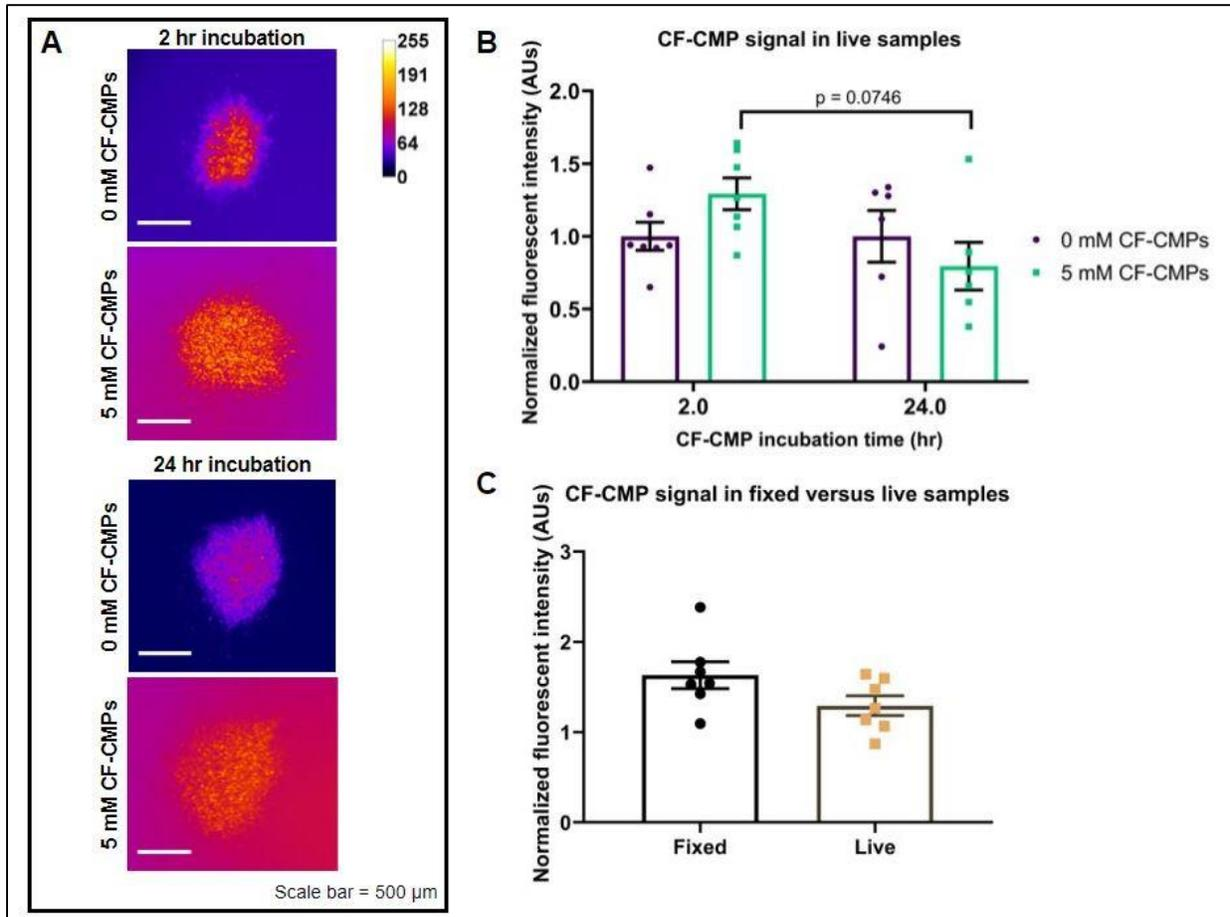 A
2 hr incubation
255
191
128
64
0
0 mM CF-CMPs
5 mM CF-CMPs
24 hr incubation
0 mM CF-CMPs
5 mM CF-CMPs
Scale bar = 500 µm
B
CF-CMP signal in live samples
Normalized fluorescent intensity (AUs)
2.0
1.5
1.0
0.5
0.0
p = 0.0746
2.0
24.0
CF-CMP incubation time (hr)
0 mM CF-CMPs
5 mM CF-CMPs
C
CF-CMP signal in fixed versus live samples
Normalized fluorescent intensity (AUs)
3
2
1
0
Fixed
Live